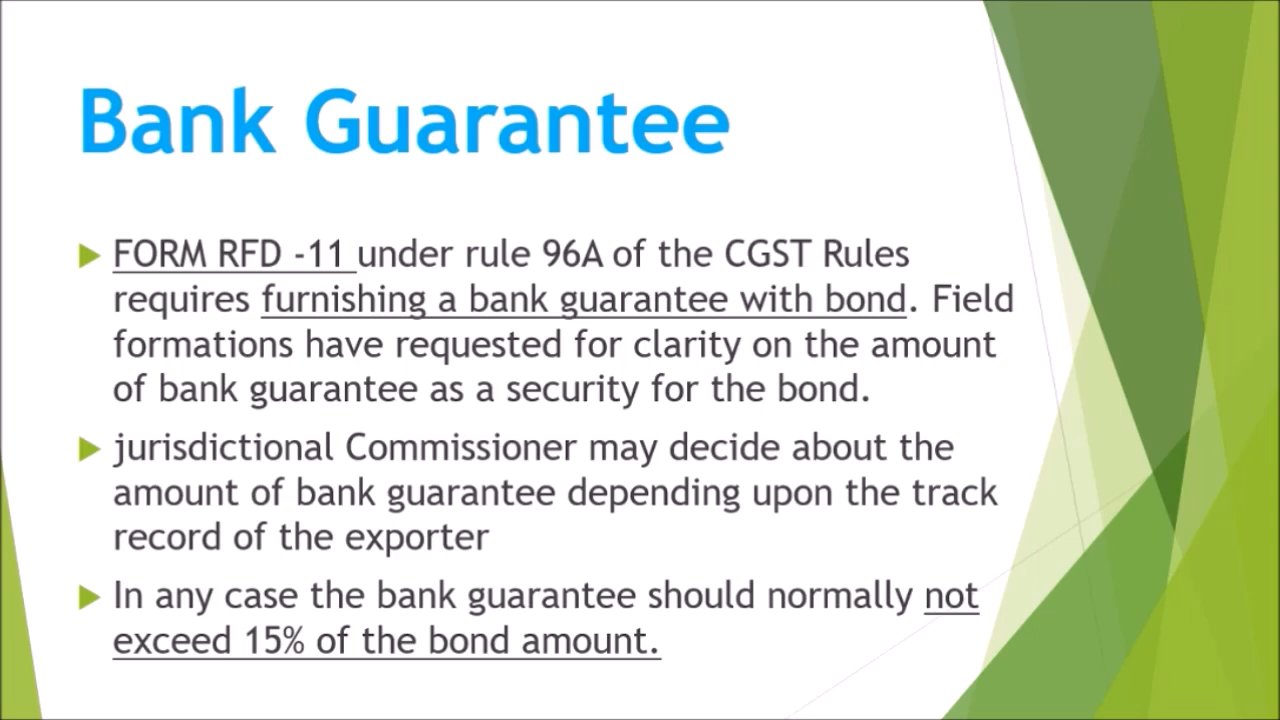 Bank Guarantee
FORM RFD -11 under rule 96A of the CGST Rules
requires furnishing a bank guarantee with bond. Field
formations have requested for clarity on the amount
of bank guarantee as a security for the bond.
jurisdictional Commissioner may decide about the
amount of bank guarantee depending upon the track
record of the exporter
In any case the bank guarantee should normally not
exceed 15% of the bond amount.